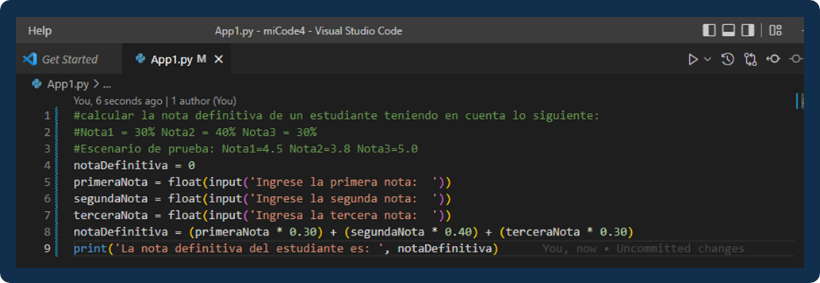 Help App1.py - miCode4 - Visual Studio Code
Get Started App1.py M
App1.py > ...
You, 6 seconds ago | 1 author (You)
1 #calcular la nota definitiva de un estudiante teniendo en cuenta lo siguiente:
2 #Nota1 = 30% Nota2 = 40% Nota3 = 30%
3 #Escenario de prueba: Nota1=4.5 Nota2=3.8 Nota3=5.0
4 notaDefinitiva = 0
5 primeraNota = float(input('Ingrese la primera nota:  '))
6 segundaNota = float(input('Ingrese la segunda nota:  '))
7 terceraNota = float(input('Ingresa la tercera nota:  '))
8 notaDefinitiva = (primeraNota * 0.30) + (segundaNota * 0.40) + (terceraNota * 0.30)
9 print('La nota definitiva del estudiante es: ', notaDefinitiva) You, now • Uncommitted changes